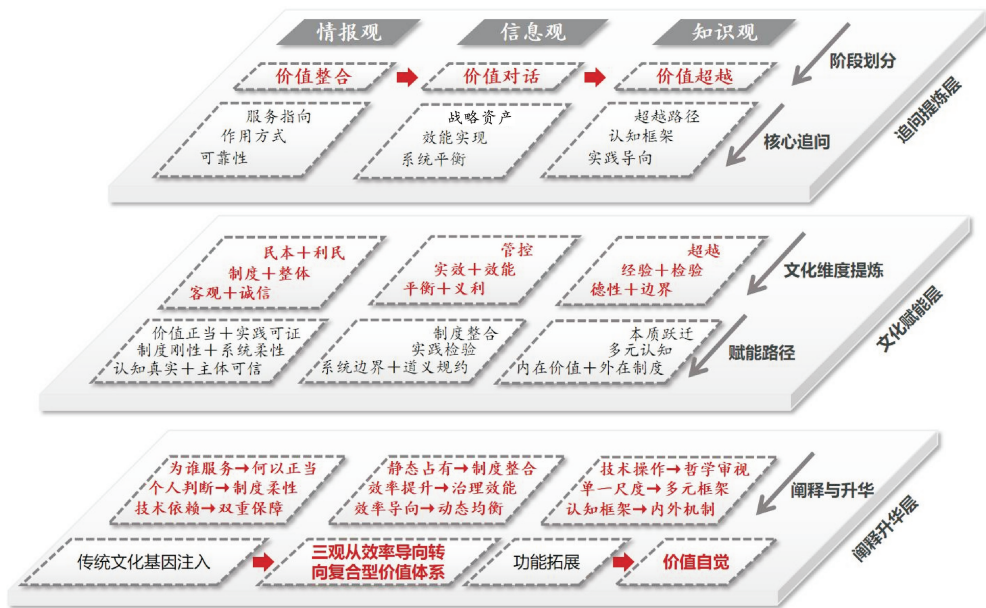 情报观
信息观
知识观
阶段划分
价值整合
价值对话
价值超越
追问捏炼层
服务指向
作用方式
可靠性
战略资产
效能实现
系统平衡
超越路径
认知框架
实践导向
核心追问
民本+利民
制度+整体
客观+诚信
管控
实效+效能
平衡+义利
超越
经验+检验
德性+边界
文化维度提炼
文化赋能层
价值正当+实践可证
制度刚性+系统柔性
认知真实+主体可信
制度整合
实践检验
系统边界+道义规约
本质跃迁
多元认知
内在价值+外在制度
赋能路径
为谁服务→何以正当
个人判断→制度柔性
技术依赖→双重保障
静态占有→制度整合
效率提升→治理效能
效率导向→动态均衡
技术操作→哲学审视
单一尺度→多元框架
认知框架→内外机制
阐释与升华
阐释升华层
传统文化基因注入
三观从效率导向转
向复合型价值体系
功能拓展
价值自觉